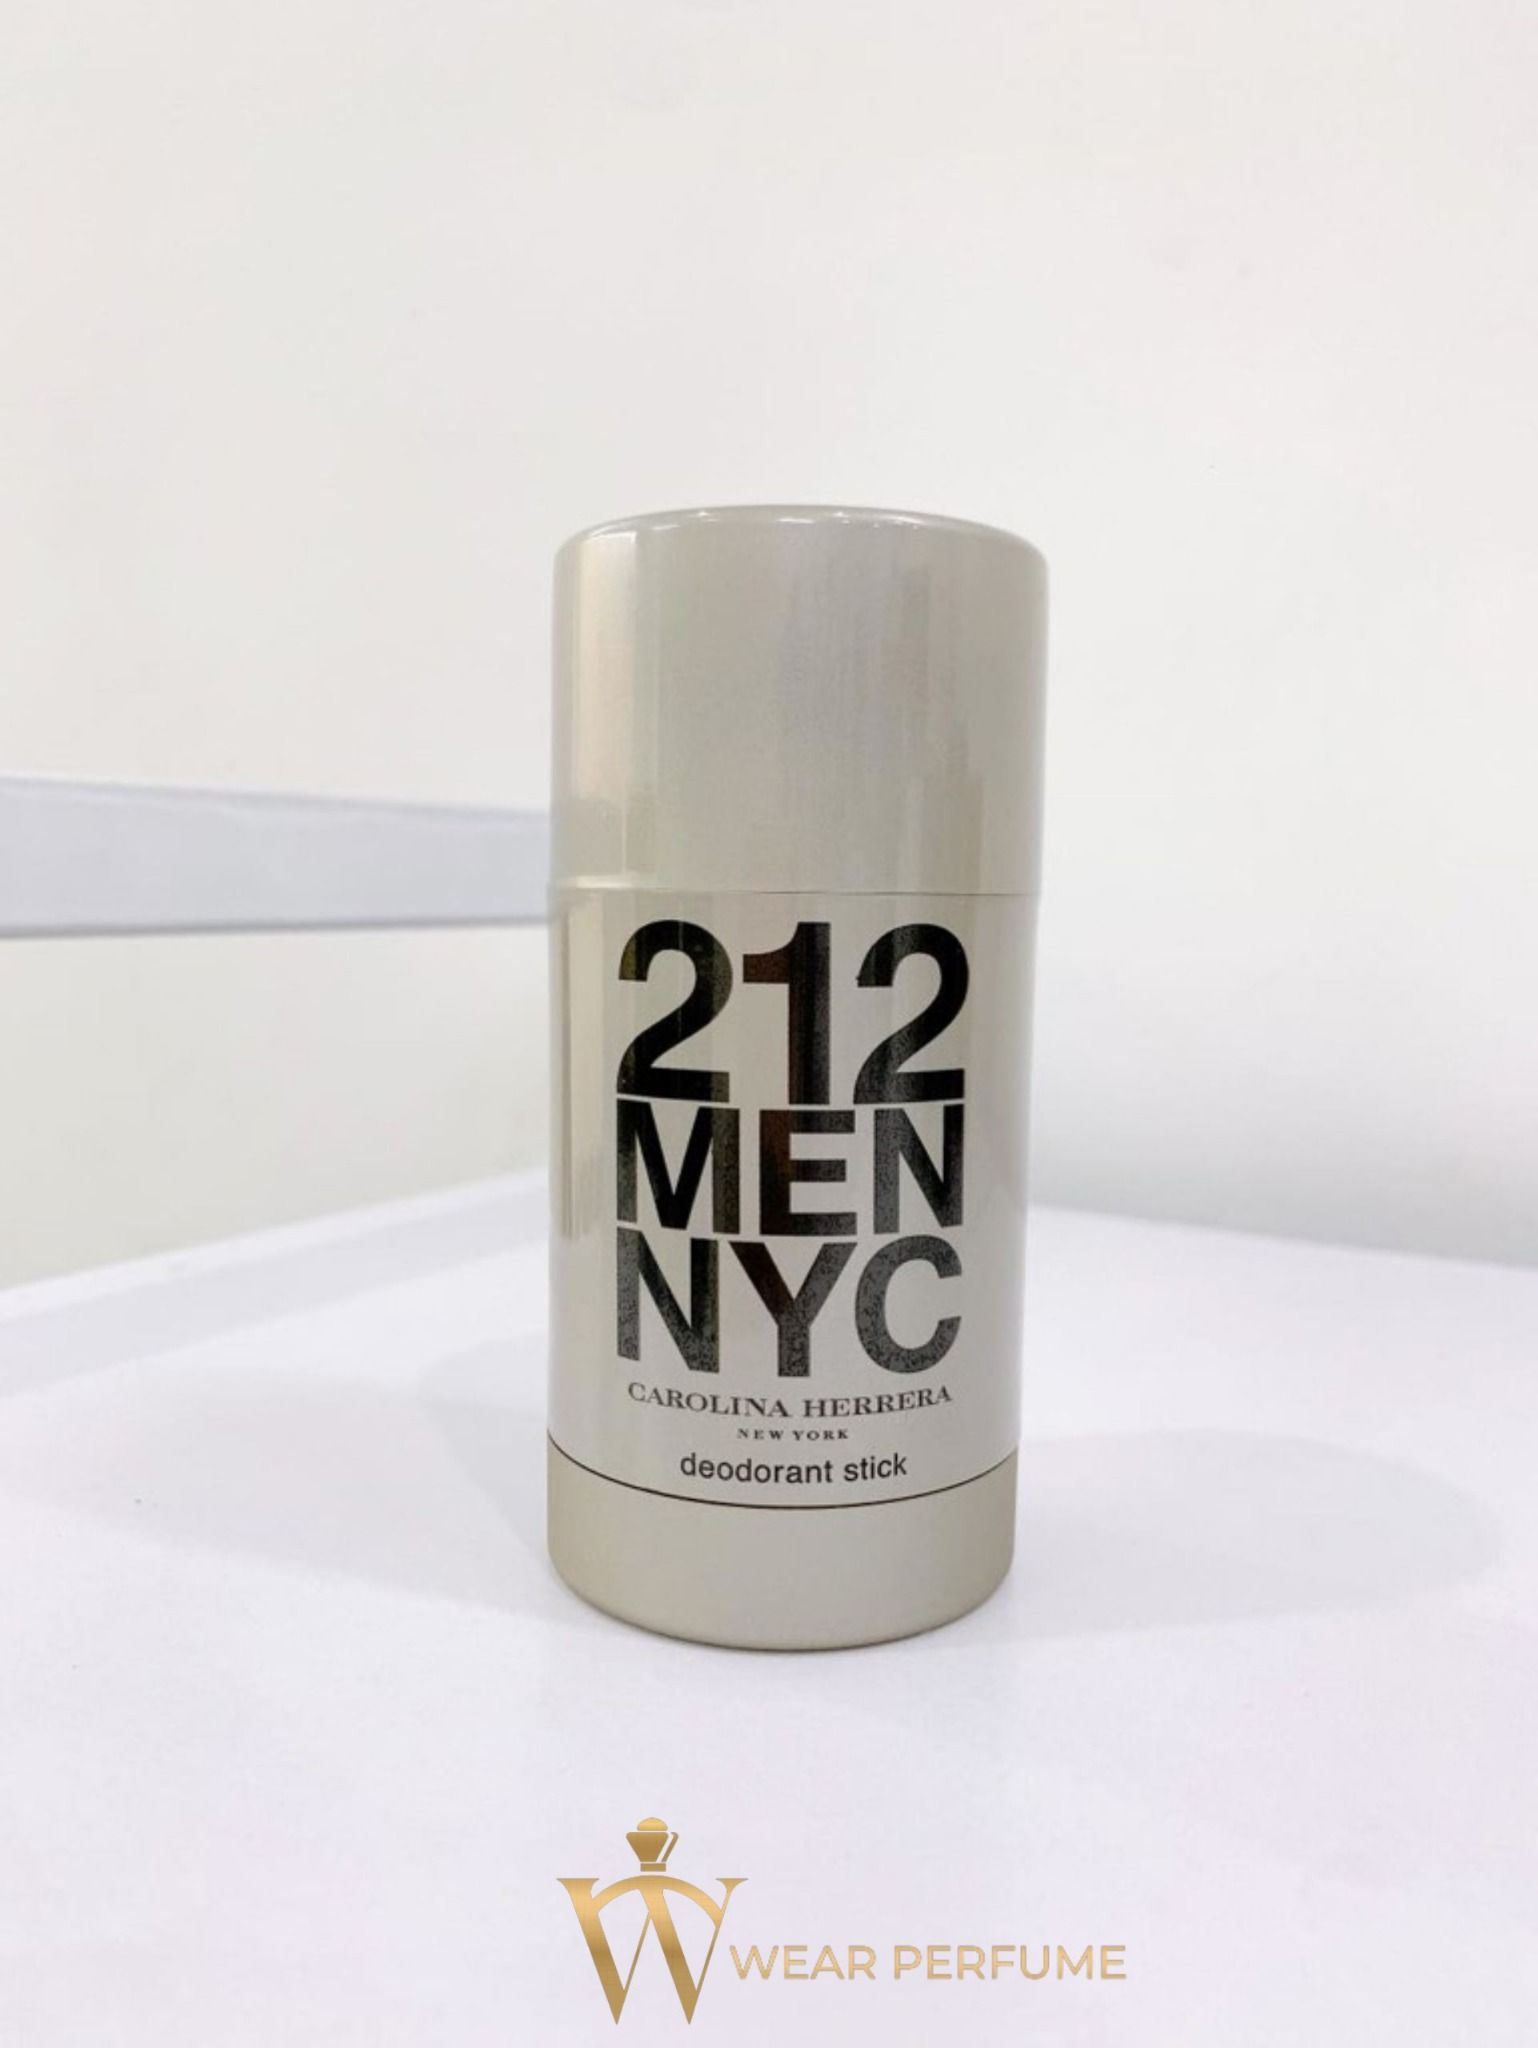 212
MEN
NYC
CAROLINA HERRERA
NEW YORK
deodorant stick
WEAR PERFUME